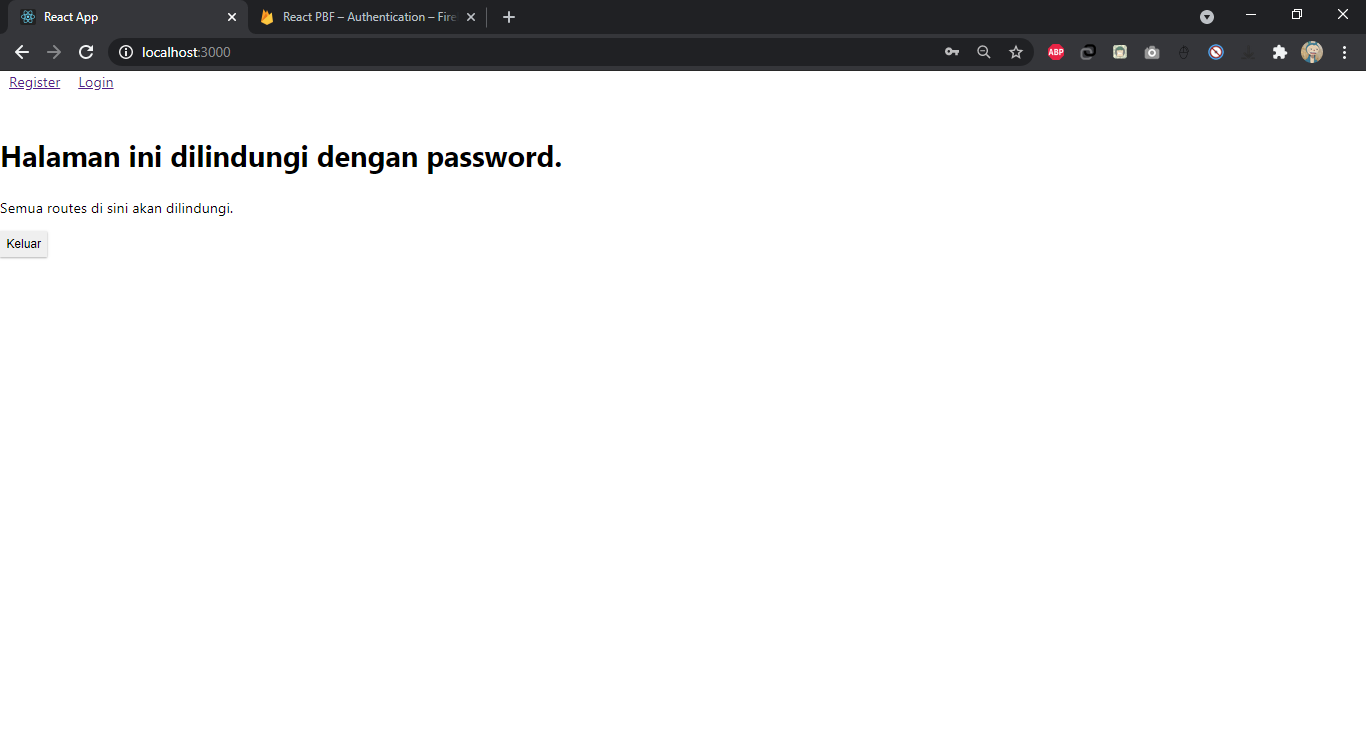 React App
React PBF – Authentication – Fire
localhost:3000
ABP
Register Login
Halaman ini dilindungi dengan password.
Semua routes di sini akan dilindungi.
Keluar